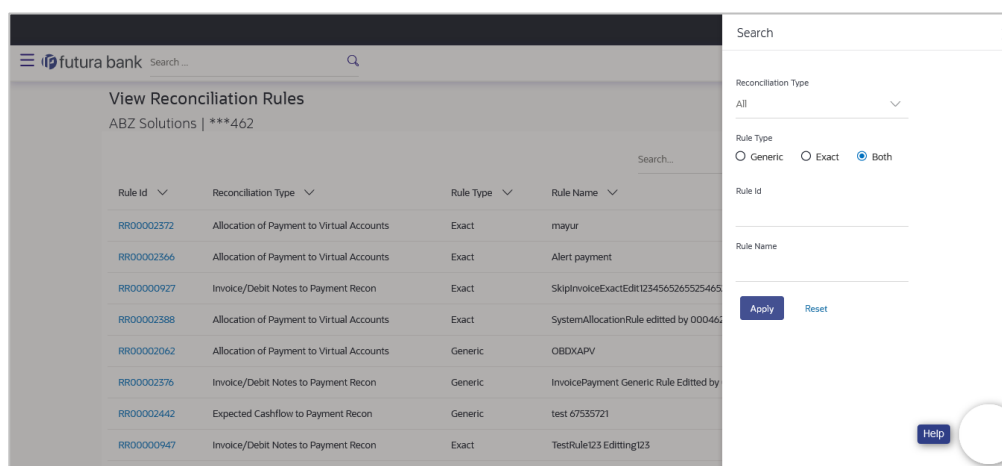 Search
futura bank Search ...
View Reconciliation Rules
ABZ Solutions | ***462
Search...
Rule Id Reconciliation Type Rule Type Rule Name
RR00002372 Allocation of Payment to Virtual Accounts Exact mayur
RR00002366 Allocation of Payment to Virtual Accounts Exact Alert payment
RR00000927 Invoice/Debit Notes to Payment Recon Exact SkipInvoiceExactEdit1234565265525465
RR00002388 Allocation of Payment to Virtual Accounts Exact SystemAllocationRule editted by 000462
RR00002062 Allocation of Payment to Virtual Accounts Generic OBDXAPV
RR00002376 Invoice/Debit Notes to Payment Recon Generic InvoicePayment Generic Rule Editted by
RR00002442 Expected Cashflow to Payment Recon Generic test 67535721
RR00000947 Invoice/Debit Notes to Payment Recon Exact TestRule123 Editting123
Reconciliation Type
All
Rule Type
Generic Exact Both
Rule Id
Rule Name
Apply Reset
Help